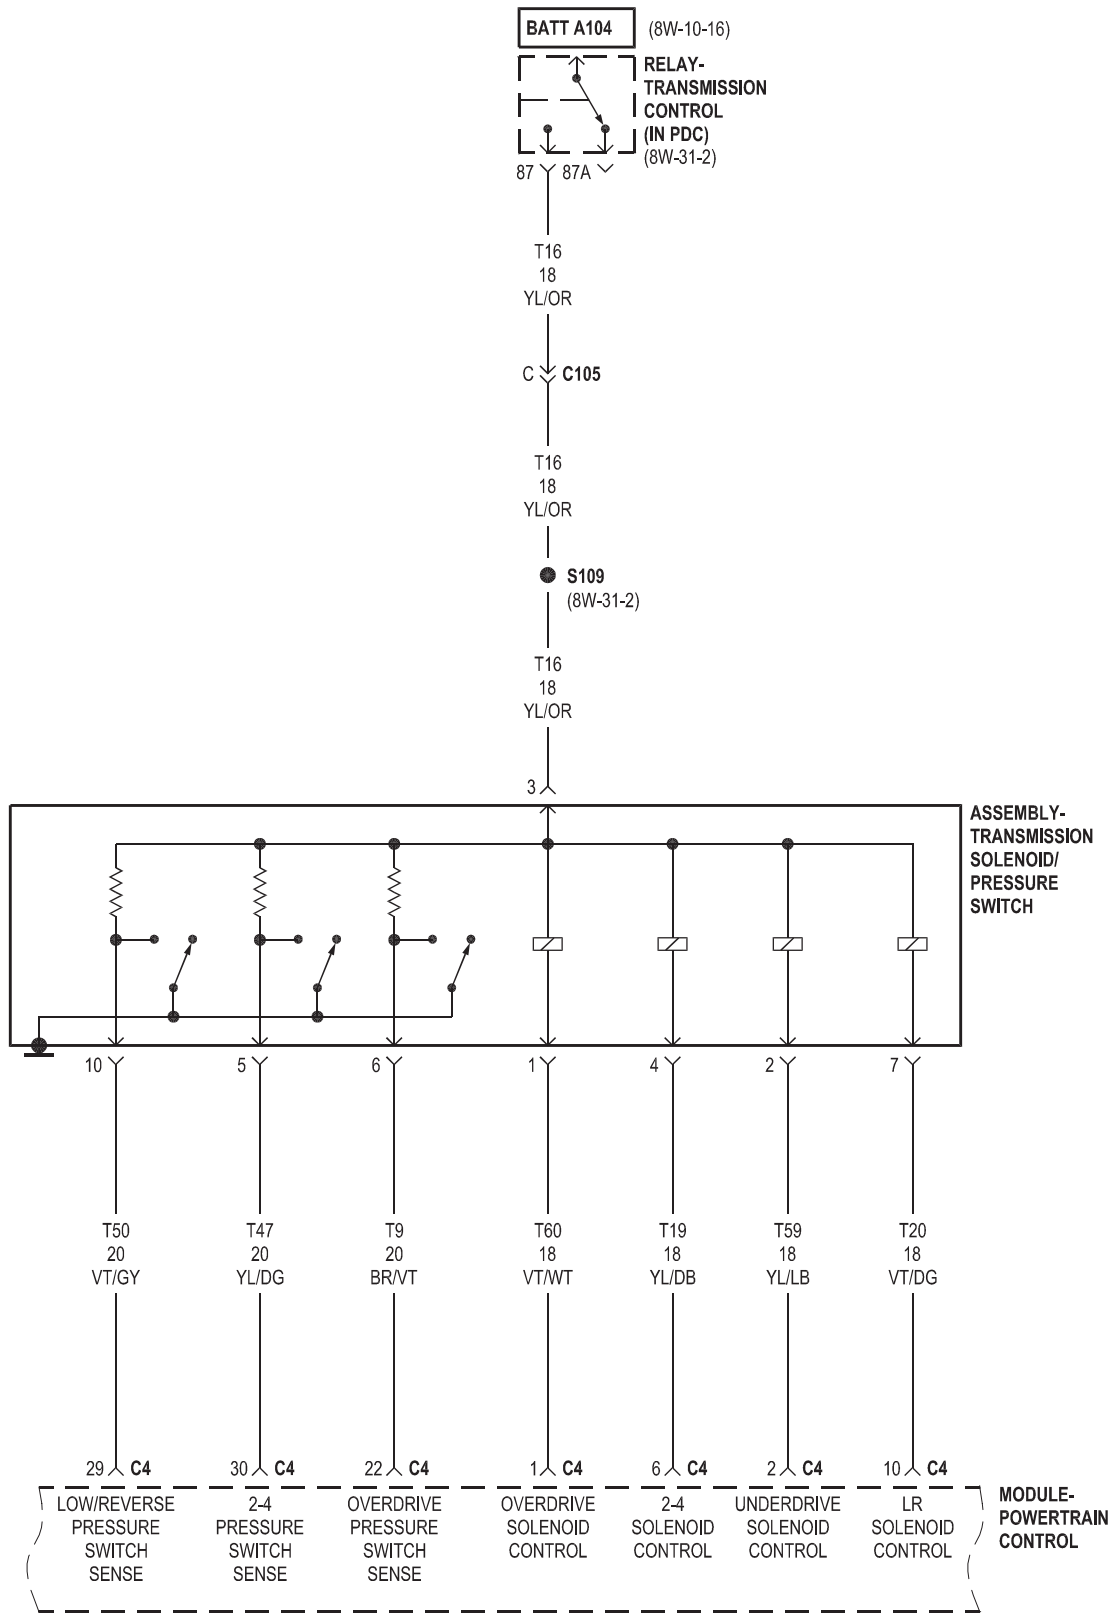 BATT A104 (8W-10-16)
RELAY-
TRANSMISSION
CONTROL
(IN PDC)
(8W-31-2)
87 87A
T16
18
YL/OR
C C105
T16
18
YL/OR
S109
(8W-31-2)
T16
18
YL/OR
3
ASSEMBLY-
TRANSMISSION
SOLENOID/
PRESSURE
SWITCH
10 5 6 1 4 2 7
T50 T47 T9 T60 T19 T59 T20
20 20 20 18 18 18 18
VT/GY YL/DG BR/VT VT/WT YL/DB YL/LB VT/DG
29 C4 30 C4 22 C4 1 C4 6 C4 2 C4 10 C4
LOW/REVERSE 2-4 OVERDRIVE OVERDRIVE 2-4 UNDERDRIVE LR
PRESSURE PRESSURE PRESSURE SOLENOID SOLENOID SOLENOID SOLENOID
SWITCH SWITCH SWITCH CONTROL CONTROL CONTROL CONTROL
SENSE SENSE SENSE
MODULE-
POWERTRAIN
CONTROL